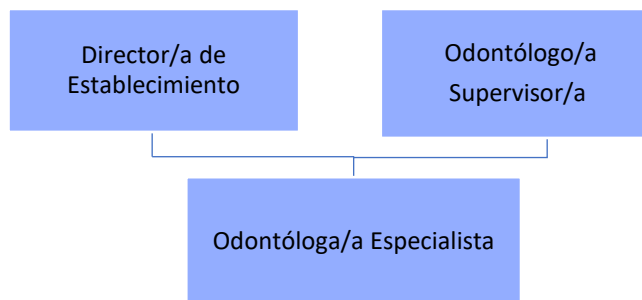 Director/a de
Establecimiento
Odontólogo/a
Supervisor/a
Odontóloga/a Especialista